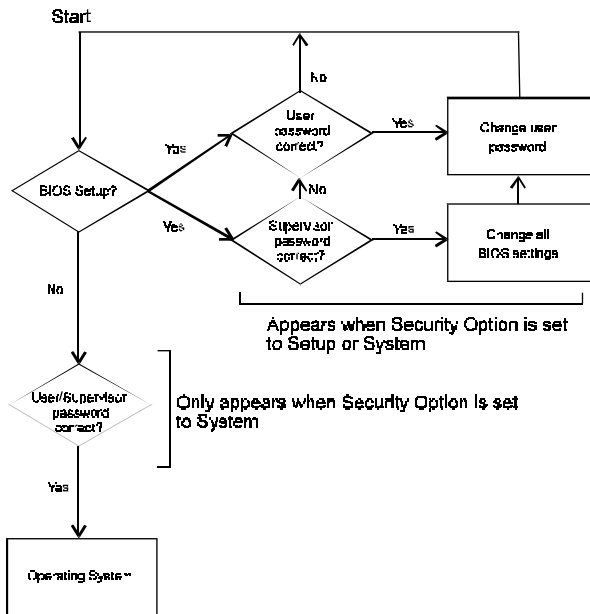 Start
No
User
password
correct?
Yes
Change user
password
Yes
BIOS Setup?
No
Yes
Supervisor
password
correct?
Yes
Change all
BIOS settings
No
Appears when Security Option is set
to Setup or System
User/Supervisor
password
correct?
Only appears when Security Option is set
to System
Yes
Operating System